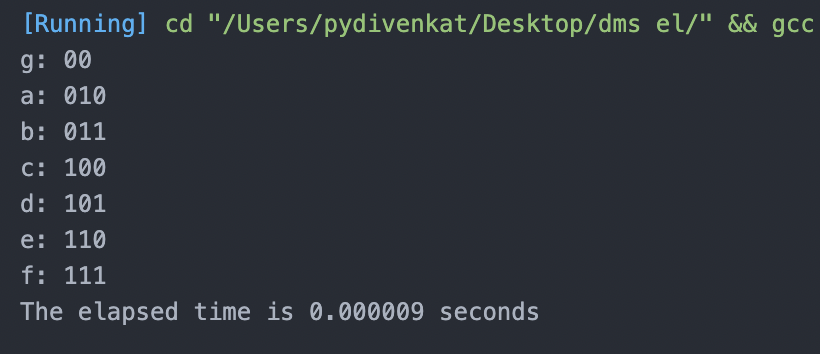 [Running] cd "/Users/pydivenkat/Desktop/dms el/" && gcc
g: 00
a: 010
b: 011
c: 100
d: 101
e: 110
f: 111
The elapsed time is 0.000009 seconds